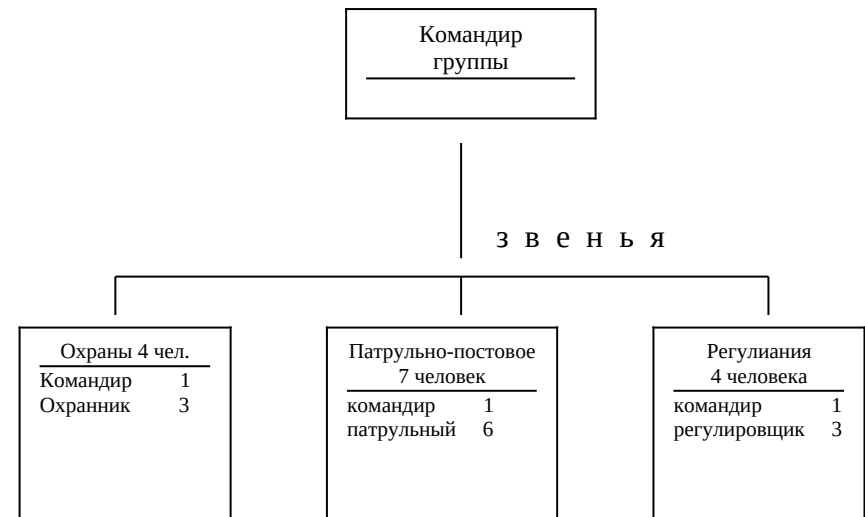 Командир
группы
звенья
Охраны 4 чел.
Командир 1
Охранник 3
Патрульно-постовое
7 человек
командир 1
патрульный 6
Регулиания
4 человека
командир 1
регулировщик 3